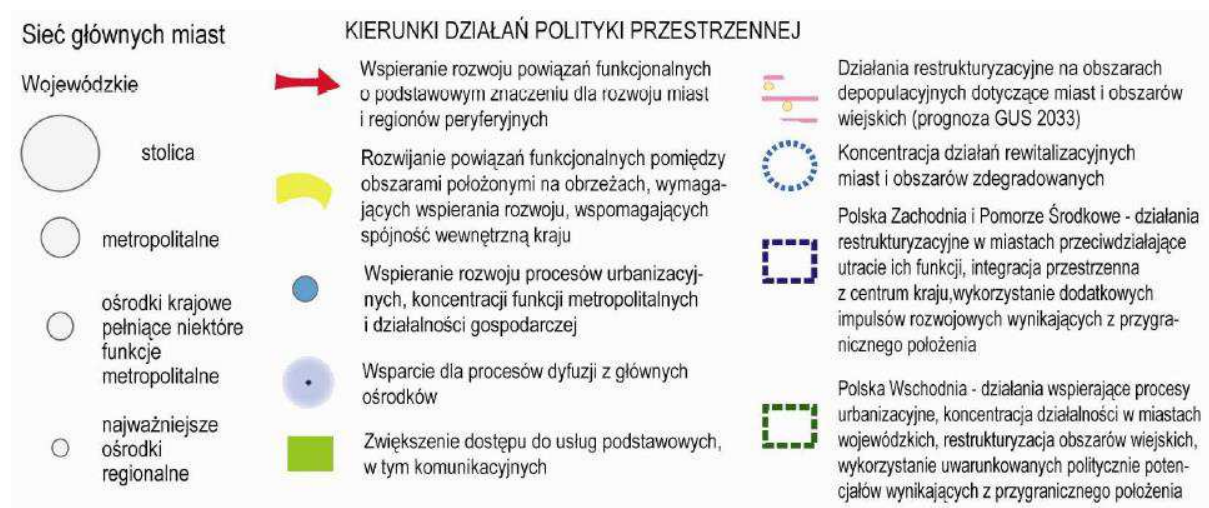 Sieć głównych miast
Wojewódzkie
stolica
metropolitalne
ośrodki krajowe
pełniące niektóre
funkcje
metropolitalne
najważniejsze
ośrodki
regionalne
KIERUNKI DZIAŁAŃ POLITYKI PRZESTRZENNEJ
Wspieranie rozwoju powiązań funkcjonalnych
o podstawowym znaczeniu dla rozwoju miast
i regionów peryferyjnych
Rozwijanie powiązań funkcjonalnych pomiędzy
obszarami położonymi na obrzeżach, wymaga-
jących wspierania rozwoju, wspomagających
spójność wewnętrzną kraju
Wspieranie rozwoju procesów urbanizacyj-
nych, koncentracji funkcji metropolitalnych
i działalności gospodarczej
Wsparcie dla procesów dyfuzji z głównych
ośrodków
Zwiększenie dostępu do usług podstawowych,
w tym komunikacyjnych
Działania restrukturyzacyjne na obszarach
depopulacyjnych dotyczące miast i obszarów
wiejskich (prognoza GUS 2033)
Koncentracja działań rewitalizacyjnych
miast i obszarów zdegradowanych
Polska Zachodnia i Pomorze Środkowe - działania
restrukturyzacyjne w miastach przeciwdziałające
utracie ich funkcji, integracja przestrzenna
z centrum kraju,wykorzystanie dodatkowych
impulsów rozwojowych wynikających z przygra-
nicznego położenia
Polska Wschodnia - działania wspierające procesy
urbanizacyjne, koncentracja działalności w miastach
wojewódzkich, restrukturyzacja obszarów wiejskich,
wykorzystanie uwarunkowanych politycznie poten-
cjałów wynikających z przygranicznego położenia